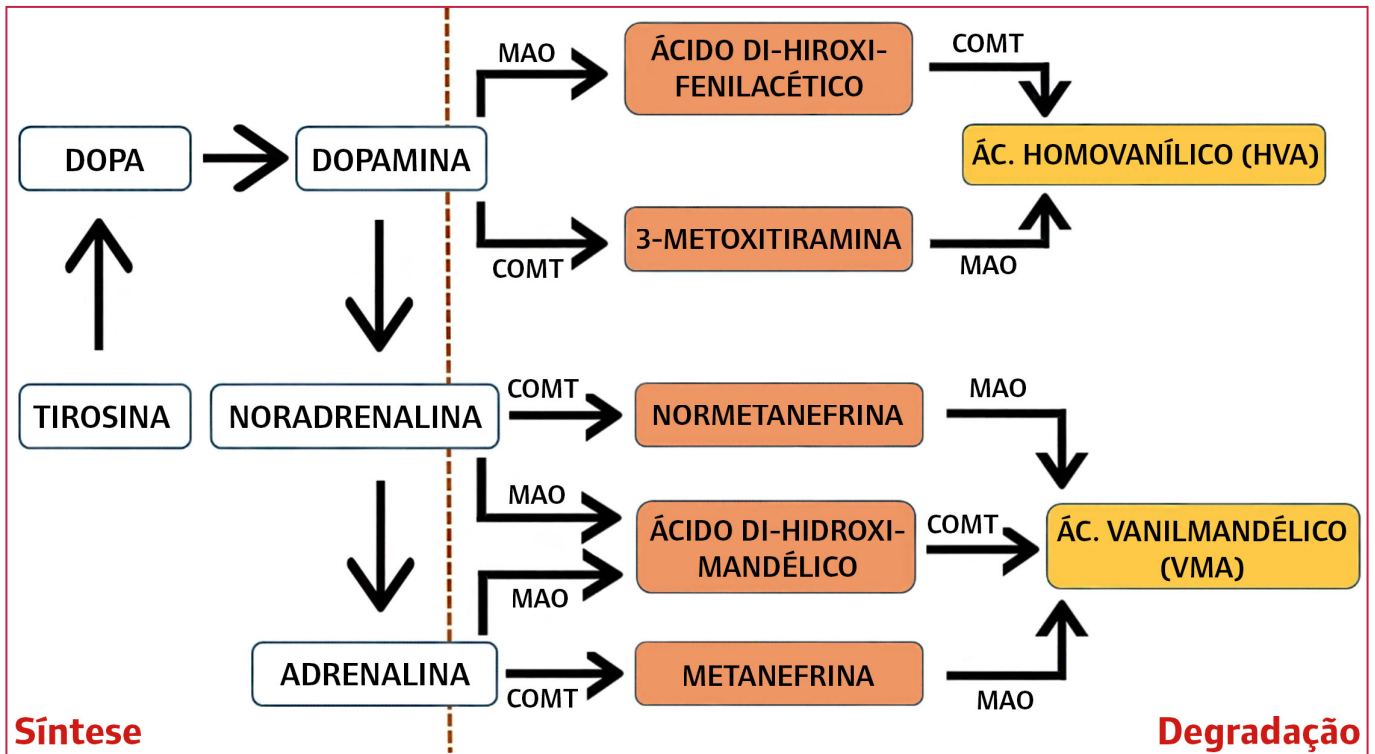 MAO
ÁCIDO DI-HIROXI-
FENILACÉTICO
COMT
DOPA
DOPAMINA
ÁC. HOMOVANÍLICO (HVA)
COMT
3-METOXITIRAMINA
MAO
TIROSINA
NORADRENALINA
COMT
NORMETANEFRINA
MAO
MAO
ÁCIDO DI-HIDROXI-
MANDÉLICO
COMT
ÁC. VANILMANDÉLICO
(VMA)
MAO
ADRENALINA
COMT
METANEFRINA
MAO
Síntese
Degradação